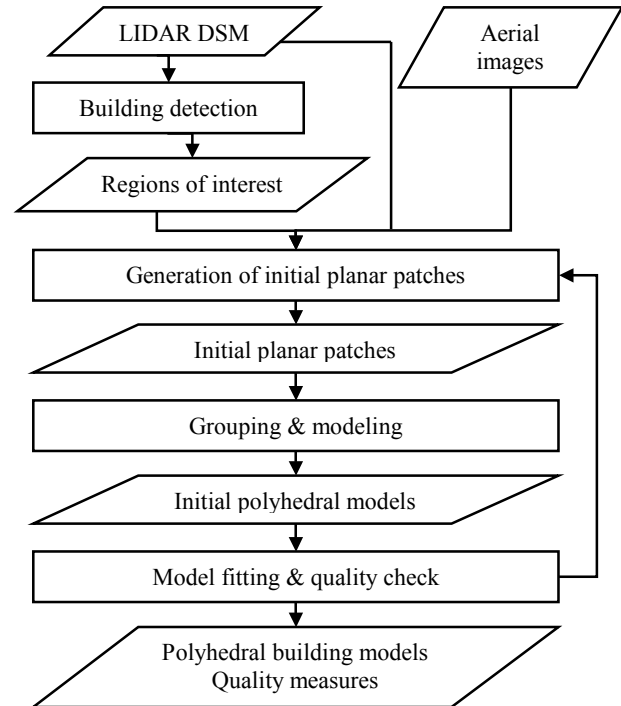 LIDAR DSM
Aerial
images
Building detection
Regions of interest
Generation of initial planar patches
Initial planar patches
Grouping & modeling
Initial polyhedral models
Model fitting & quality check
Polyhedral building models
Quality measures